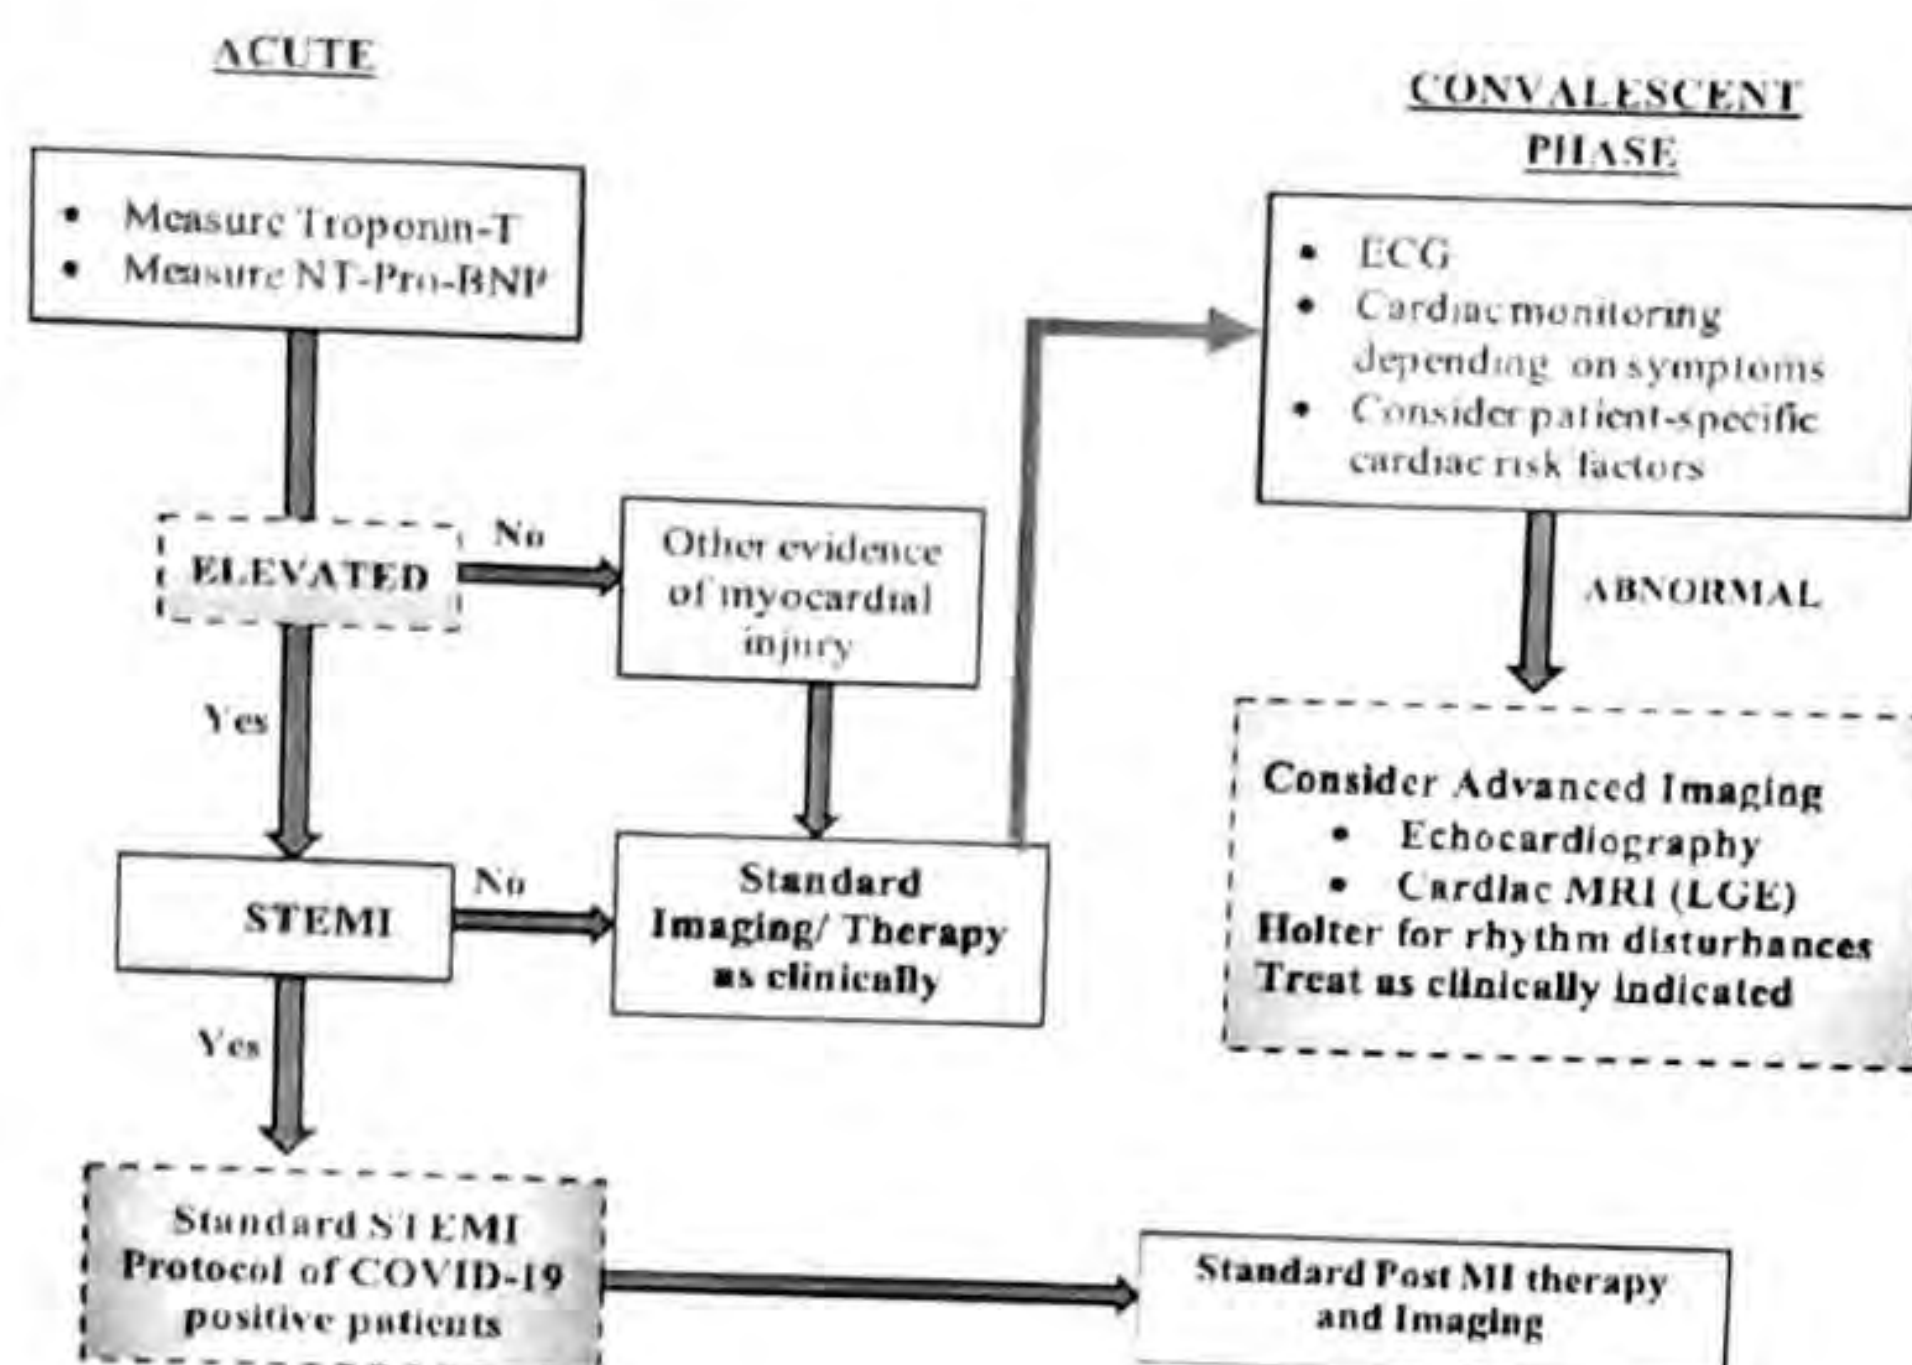 ACUTE
• Measure Troponin-T
• Measure NT-Pro-BNP
ELEVATED
No
Other evidence
of myocardial
injury
Yes
STEMI
No
Standard
Imaging/ Therapy
as clinically
Yes
Standard STEMI
Protocol of COVID-19
positive patients
CONVALESCENT
PHASE
• ECG
• Cardiac monitoring
depending on symptoms
• Consider patient-specific
cardiac risk factors
ABNORMAL
Consider Advanced Imaging
• Echocardiography
• Cardiac MRI (LGE)
Holter for rhythm disturbances
Treat as clinically indicated
Standard Post MI therapy
and Imaging